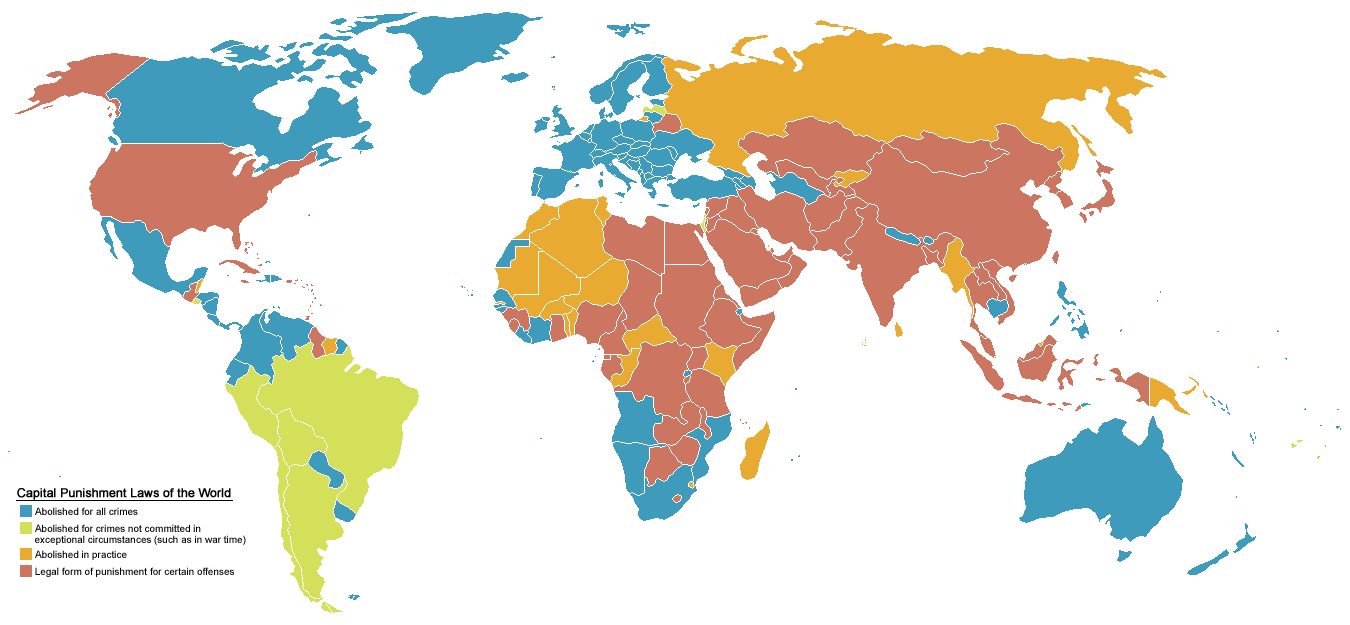 Capital Punishment Laws of the World
Abolished for all crimes
Abolished for crimes not committed in
exceptional circumstances (such as in war time)
Abolished in practice
Legal form of punishment for certain offenses